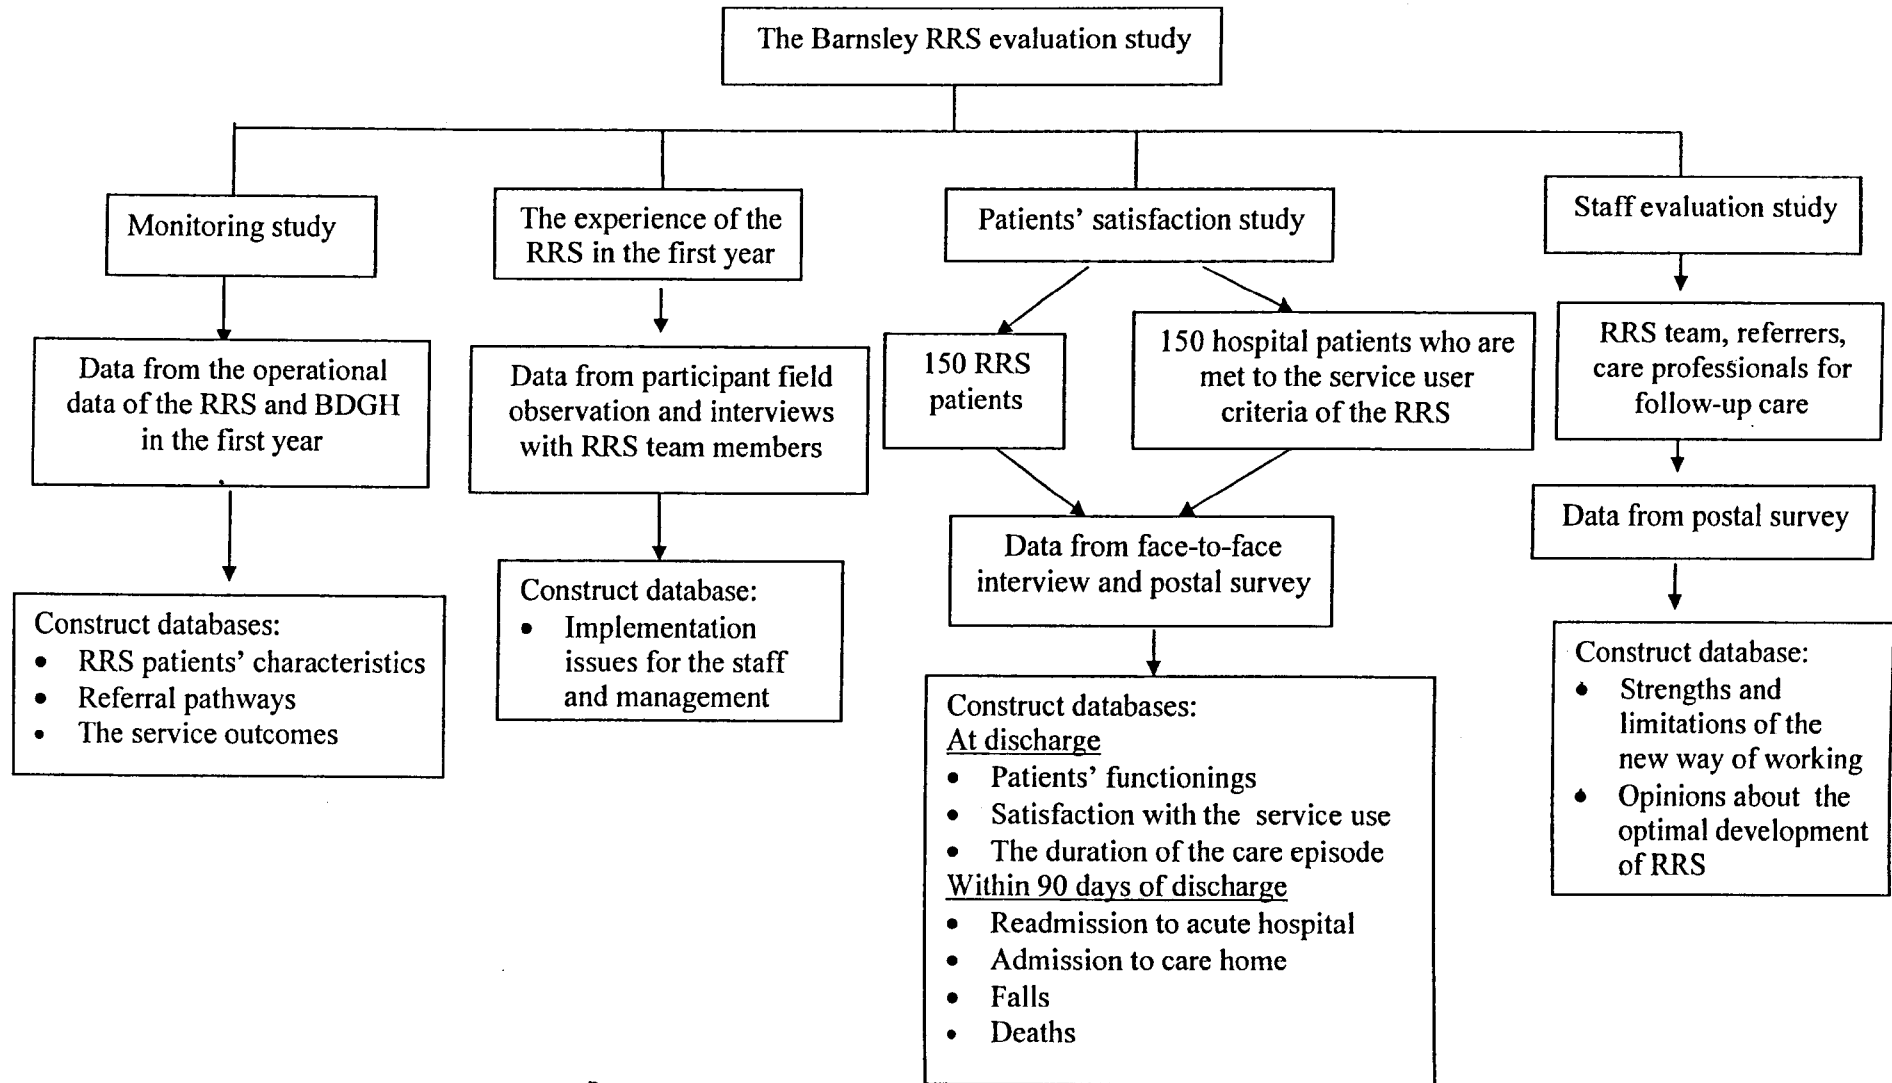 The Barnsley RRS evaluation study
Monitoring study
The experience of the
RRS in the first year
Patients’ satisfaction study
Staff evaluation study
Data from the operational
data of the RRS and BDGH
in the first year
Data from participant field
observation and interviews
with RRS team members
150 RRS
patients
150 hospital patients who are
met to the service user
criteria of the RRS
RRS team, referrers,
care professionals for
follow-up care
Data from face-to-face
interview and postal survey
Data from postal survey
Construct databases:
• RRS patients’ characteristics
• Referral pathways
• The service outcomes
Construct database:
• Implementation
issues for the staff
and management
Construct databases:
At discharge
• Patients’ functionings
• Satisfaction with the service use
• The duration of the care episode
Within 90 days of discharge
• Readmission to acute hospital
• Admission to care home
• Falls
• Deaths
Construct database:
• Strengths and
limitations of the
new way of working
• Opinions about the
optimal development
of RRS